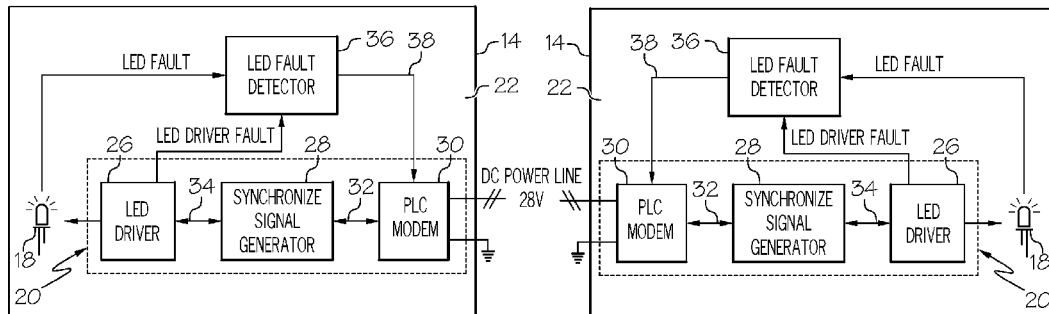 36
38
LED FAULT
LED FAULT
DETECTOR
14
22
LED DRIVER FAULT
26
28
30
34
32
LED
DRIVER
SYNCHRONIZE
SIGNAL
GENERATOR
PLC
MODEM
18
20
DC POWER LINE
28V
14
22
38
36
LED FAULT
DETECTOR
LED FAULT
LED DRIVER FAULT
30
28
26
32
34
PLC
MODEM
SYNCHRONIZE
SIGNAL
GENERATOR
LED
DRIVER
18
20